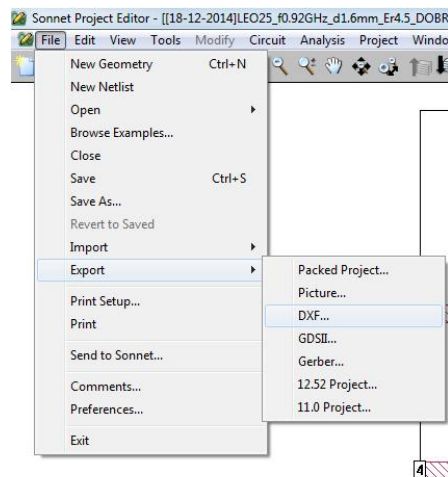 Sonnet Project Editor - [[18-12-2014]LEO25_f0.92GHz_d1.6mm_Er4.5_DOBR
File Edit View Tools Modify Circuit Analysis Project Windo
New Geometry Ctrl+N
New Netlist
Open
Browse Examples...
Close
Save Ctrl+S
Save As...
Revert to Saved
Import
Export
Print Setup...
Print
Send to Sonnet...
Comments...
Preferences...
Exit
Packed Project...
Picture...
DXF...
GDSII...
Gerber...
12.52 Project...
11.0 Project...
4